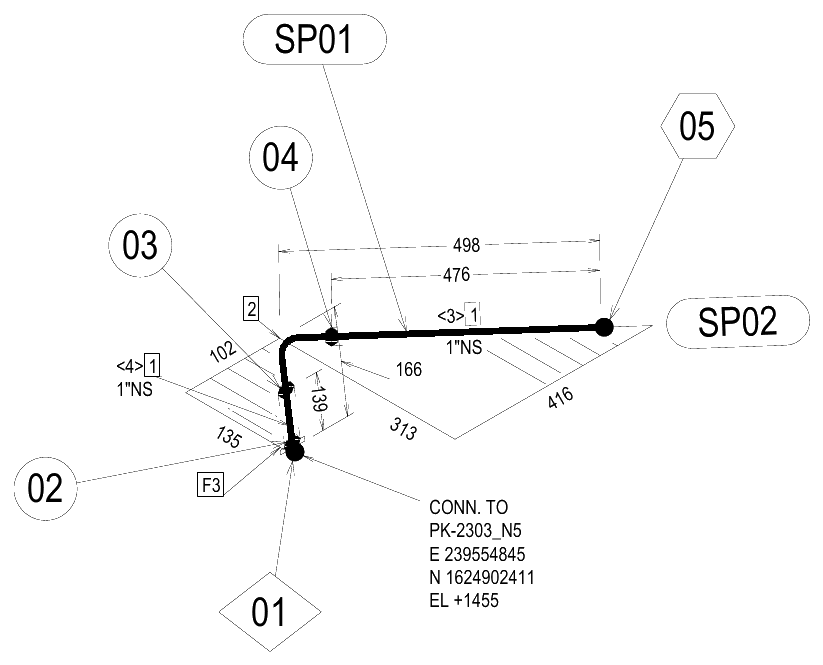 SP01
05
04
03
498
476
2
<3> 1
1"NS
SP02
102
<4> 1
1"NS
166
139
416
313
135
02
F3
CONN. TO
PK-2303_N5
E 239554845
N 1624902411
EL +1455
01